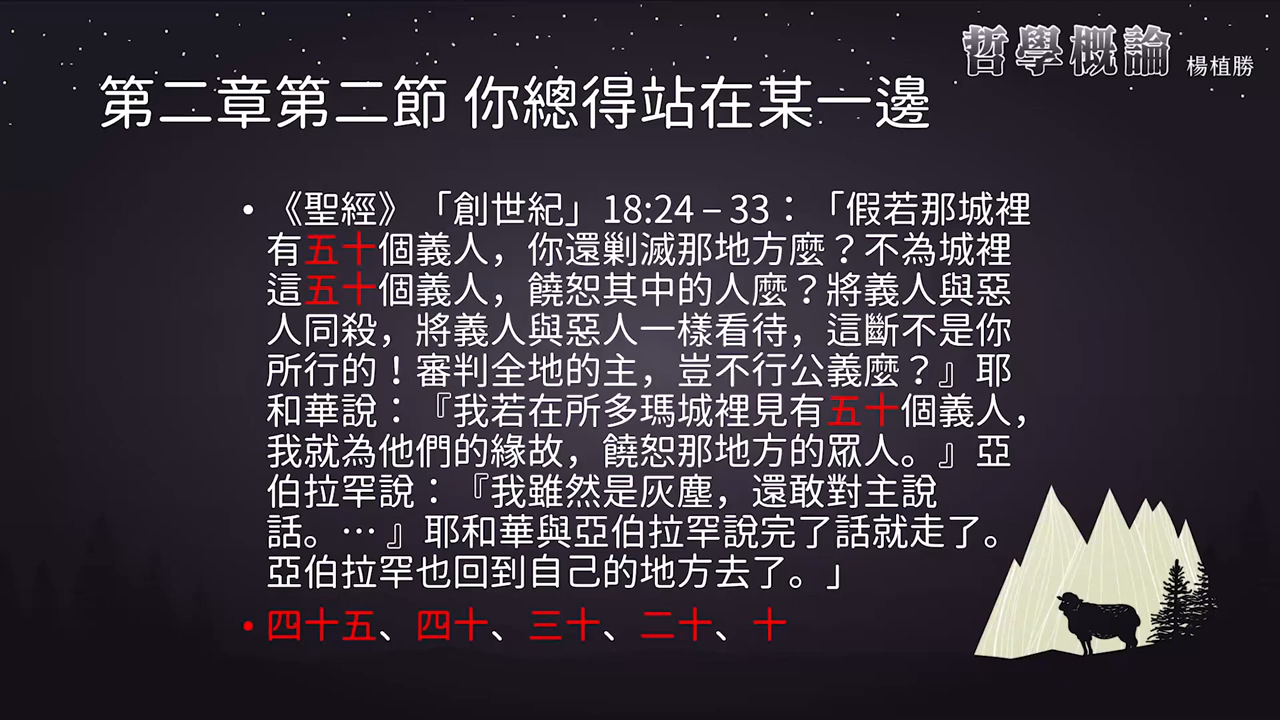 哲學概論 楊植勝
第二章第二節 你總得站在某一邊
• 《聖經》「創世紀」18:24 – 33：「假若那城裡
有五十個義人，你還剿滅那地方麼？不為城裡
這五十個義人，饒恕其中的人麼？將義人與惡
人同殺，將義人與惡人一樣看待，這斷不是你
所行的！審判全地的主，豈不行公義麼？』耶
和華說：『我若在所多瑪城裡見有五十個義人，
我就為他們的緣故，饒恕那地方的眾人。』亞
伯拉罕說：『我雖然是灰塵，還敢對主說
話。… 』耶和華與亞伯拉罕說完了話就走了。
亞伯拉罕也回到自己的地方去了。」
• 四十五、四十、三十、二十、十